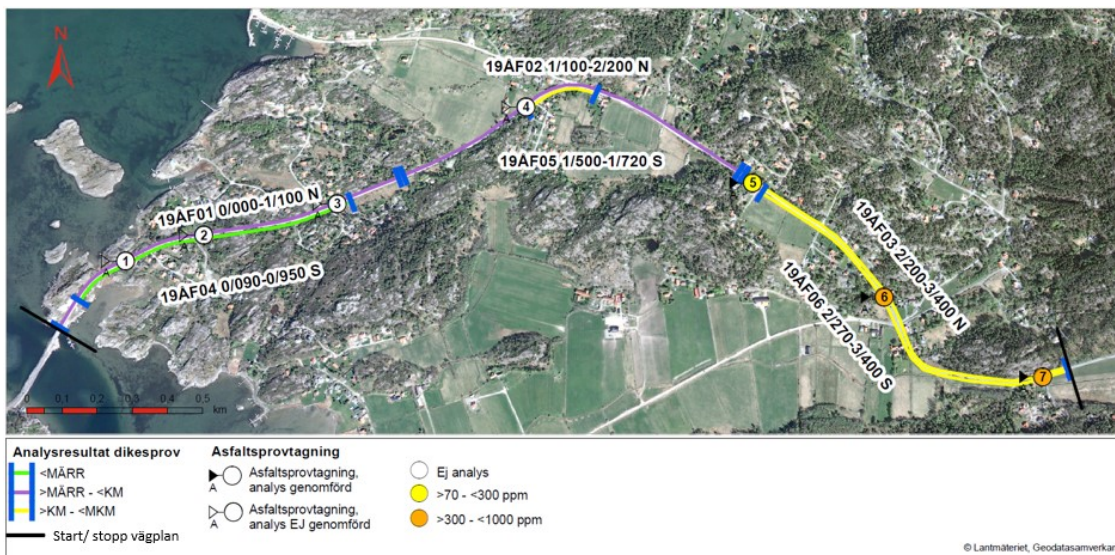 N
19ÅF02 1/100-2/200 N
4
19ÅF05 1/500-1/720 S
5
19ÅF01 0/000-1/100 N
3
2
1
19ÅF04 0/090-0/950 S
19ÅF03 2/200-3/400 N
19ÅF06 2/270-3/400 S
6
7
0 0,1 0,2 0,3 0,4 0,5
km
Analysresultat dikesprov
<MÄRR
>MÄRR - <KM
>KM - <MKM
Start/ stopp vägplan
Asfaltsprovtagning
A
Asfaltsprovtagning,
analys genomförd
A
Asfaltsprovtagning,
analys EJ genomförd
Ej analys
>70 - <300 ppm
>300 - <1000 ppm
© Lantmäteriet, Geodatasamverkan